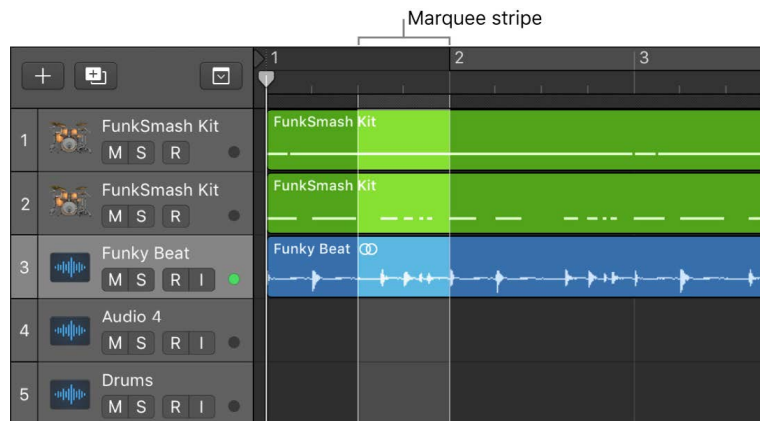 Marquee stripe
1 2 3
1 FunkSmash Kit FunkSmash Kit
M S R
2 FunkSmash Kit FunkSmash Kit
M S R
3 Funky Beat Funky Beat
M S R I
4 Audio 4
M S R I
5 Drums
M S R I